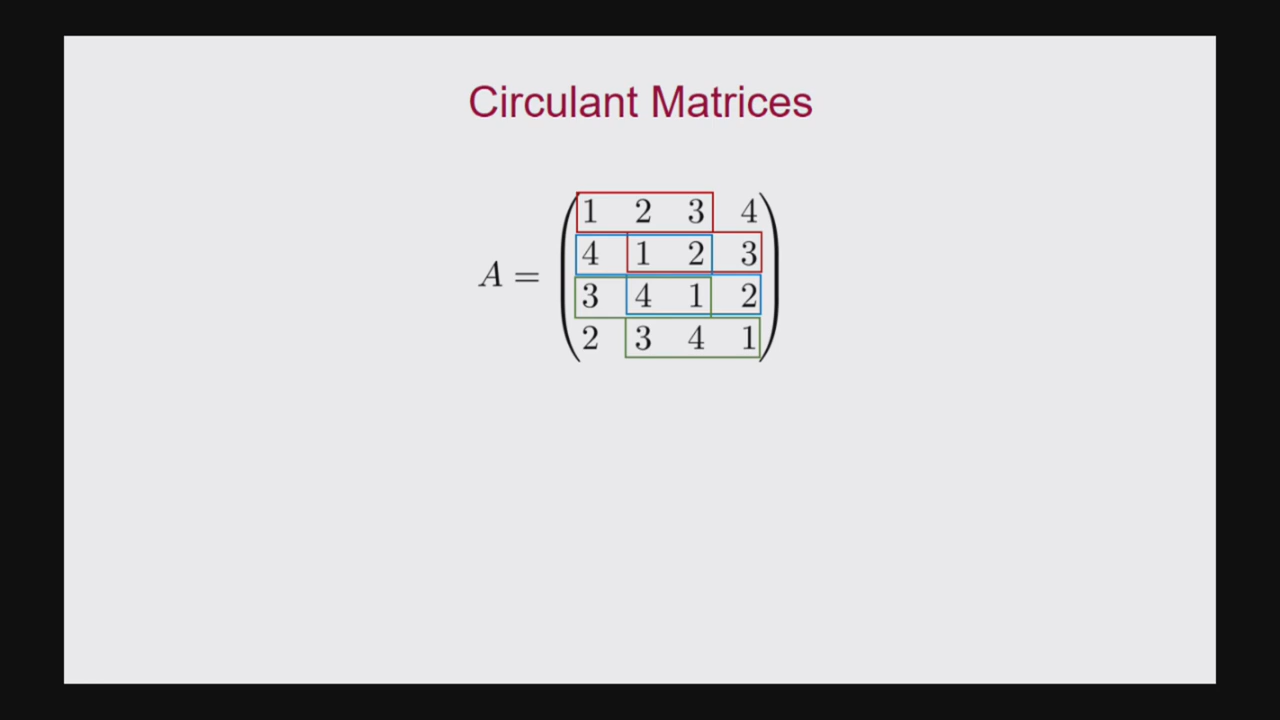 Circulant Matrices
1 2 3 4
4 1 2 3
A =
3 4 1 2
2 3 4 1